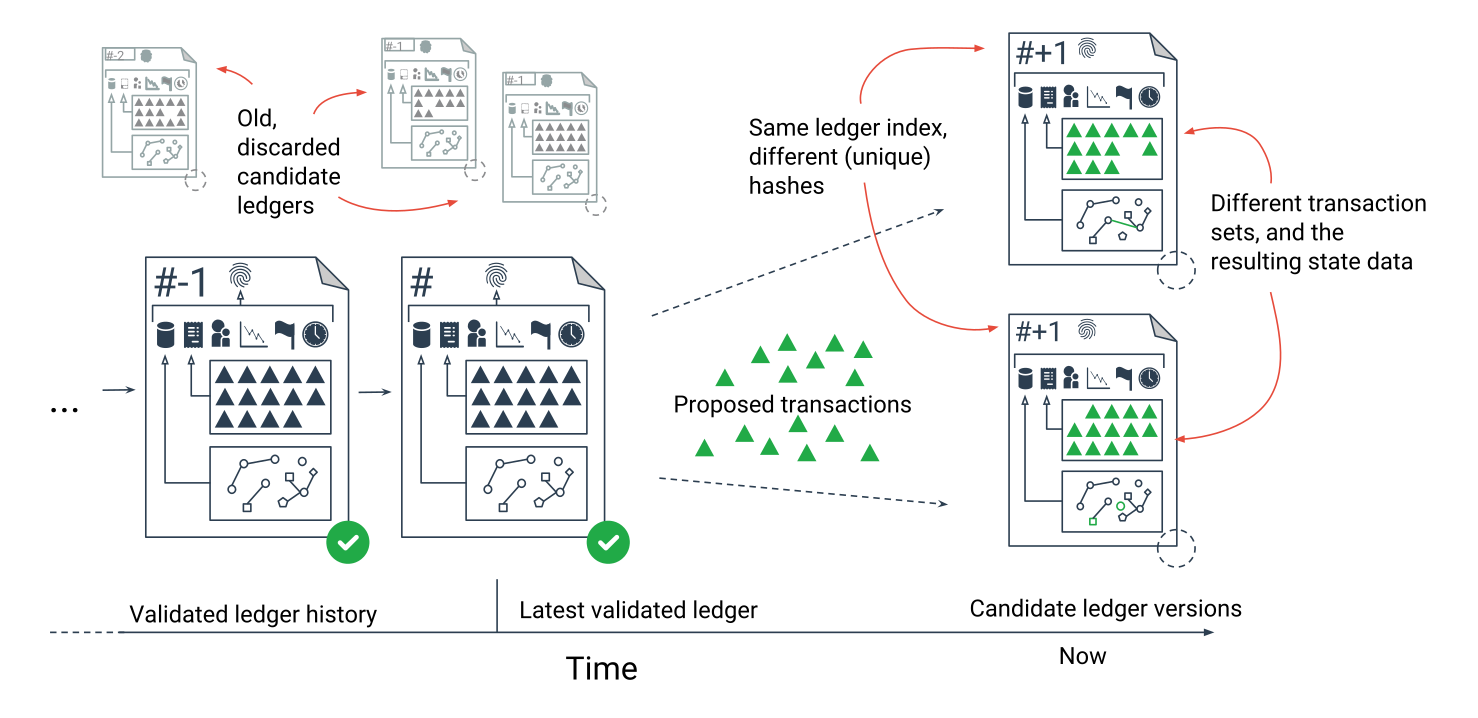 #-2
#-1
#-1
Old,
discarded
candidate
ledgers
Same ledger index,
different (unique)
hashes
#+1
Different transaction
sets, and the
resulting state data
...
#-1
#
Proposed transactions
#+1
Validated ledger history
Latest validated ledger
Candidate ledger versions
Time
Now